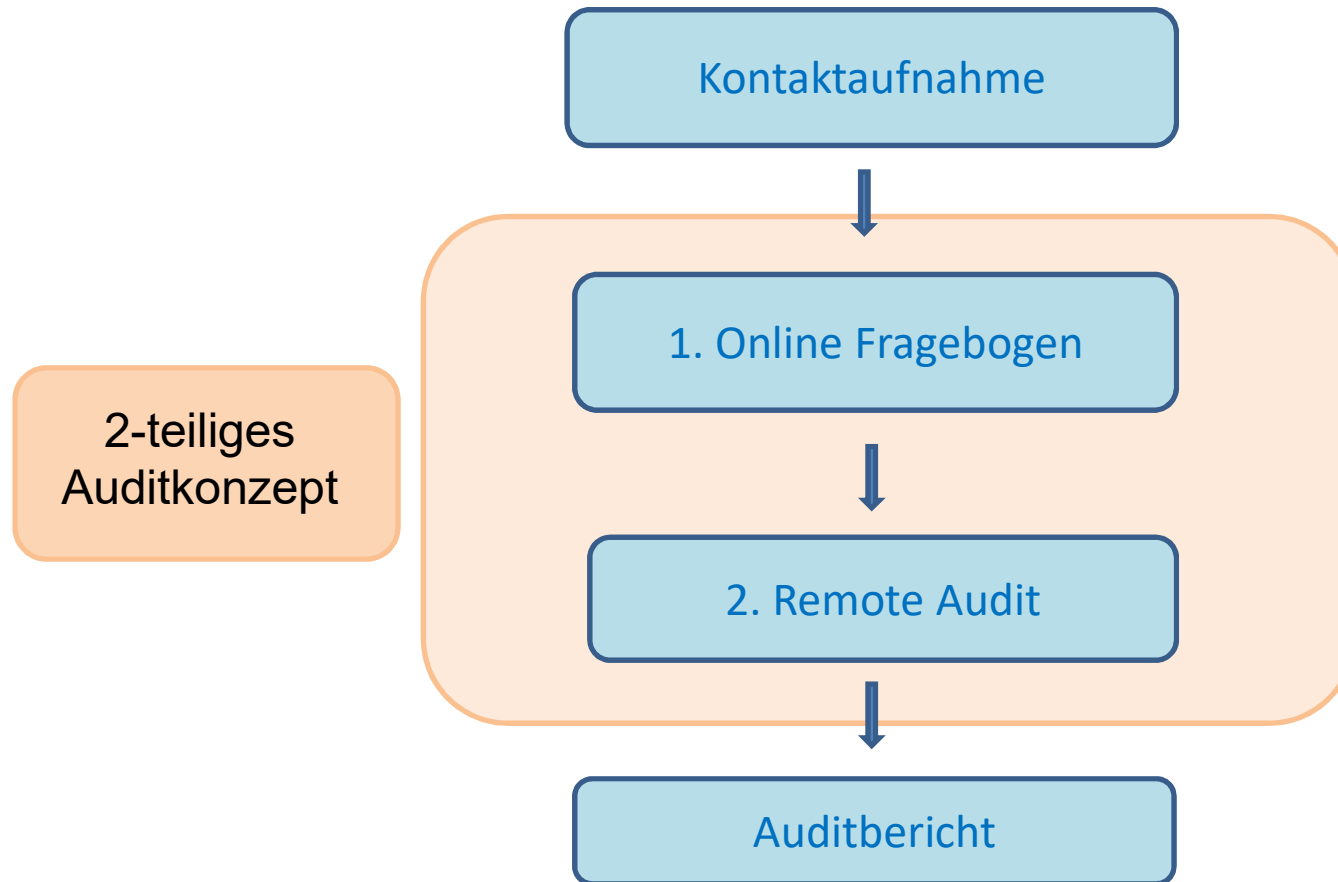 Kontaktaufnahme
1. Online Fragebogen
2-teiliges
Auditkonzept
2. Remote Audit
Auditbericht